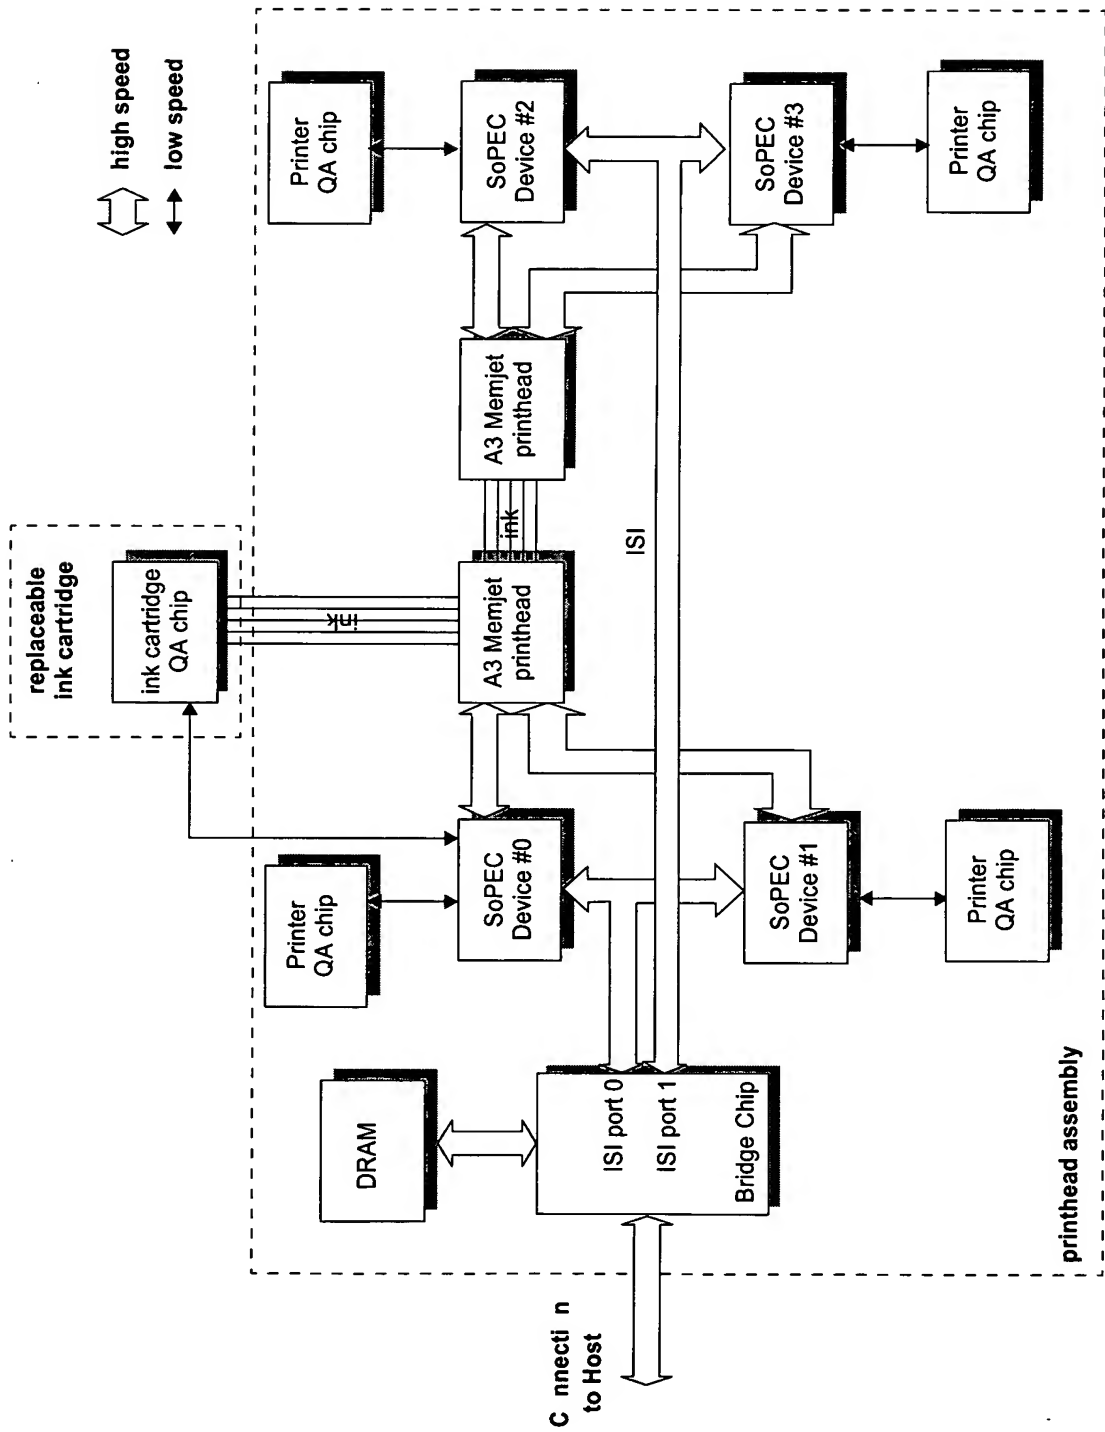 replaceable
ink cartridge
high speed
low speed
ink cartridge
QA chip
ink
Printer
QA chip
Printer
QA chip
DRAM
SoPEC
Device #0
A3 Memjet
printhead
ink
A3 Memjet
printhead
SoPEC
Device #2
C nnecti n
to Host
ISI port 0
ISI port 1
Bridge Chip
ISI
SoPEC
Device #1
SoPEC
Device #3
Printer
QA chip
Printer
QA chip
printhead assembly